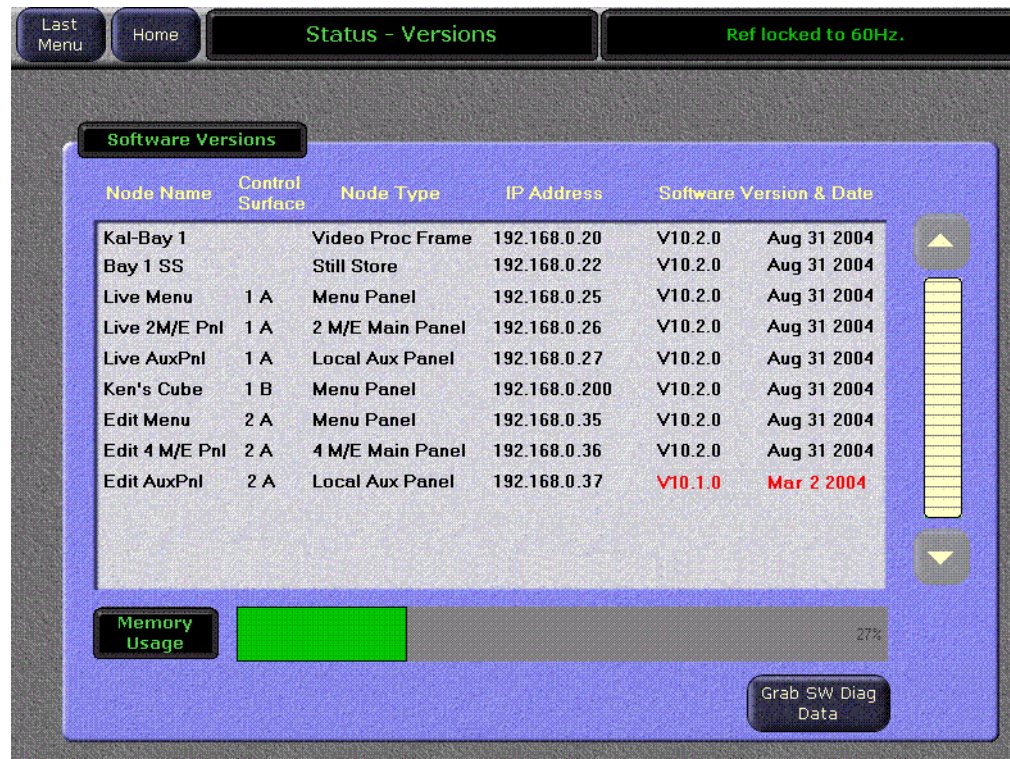 Last Menu Home Status - Versions Ref locked to 60Hz.
Software Versions
Node Name Control Surface Node Type IP Address Software Version & Date
Kal-Bay 1 Video Proc Frame 192.168.0.20 V10.2.0 Aug 31 2004
Bay 1 SS Still Store 192.168.0.22 V10.2.0 Aug 31 2004
Live Menu 1 A Menu Panel 192.168.0.25 V10.2.0 Aug 31 2004
Live 2M/E Pnl 1 A 2 M/E Main Panel 192.168.0.26 V10.2.0 Aug 31 2004
Live AuxPnl 1 A Local Aux Panel 192.168.0.27 V10.2.0 Aug 31 2004
Ken's Cube 1 B Menu Panel 192.168.0.200 V10.2.0 Aug 31 2004
Edit Menu 2 A Menu Panel 192.168.0.35 V10.2.0 Aug 31 2004
Edit 4 M/E Pnl 2 A 4 M/E Main Panel 192.168.0.36 V10.2.0 Aug 31 2004
Edit AuxPnl 2 A Local Aux Panel 192.168.0.37 V10.1.0 Mar 2 2004
Memory Usage 27%
Grab SW Diag Data